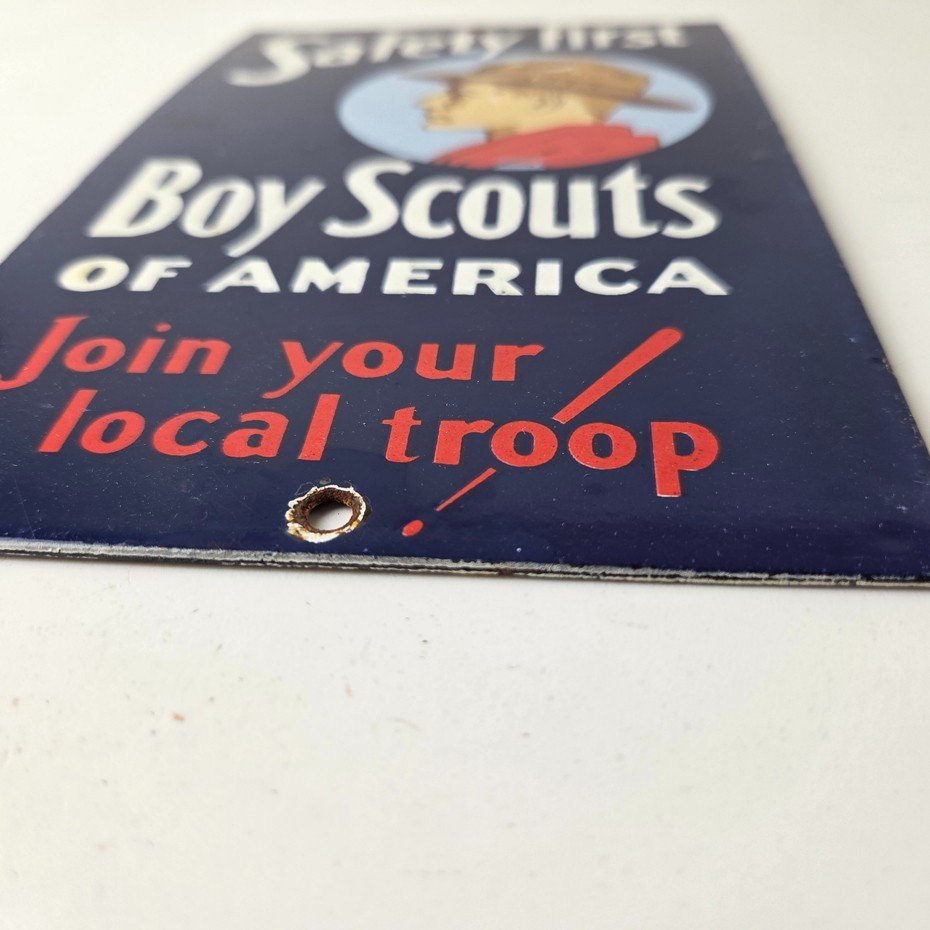 Safety first
Boy Scouts
OF AMERICA
Join your
local troop!